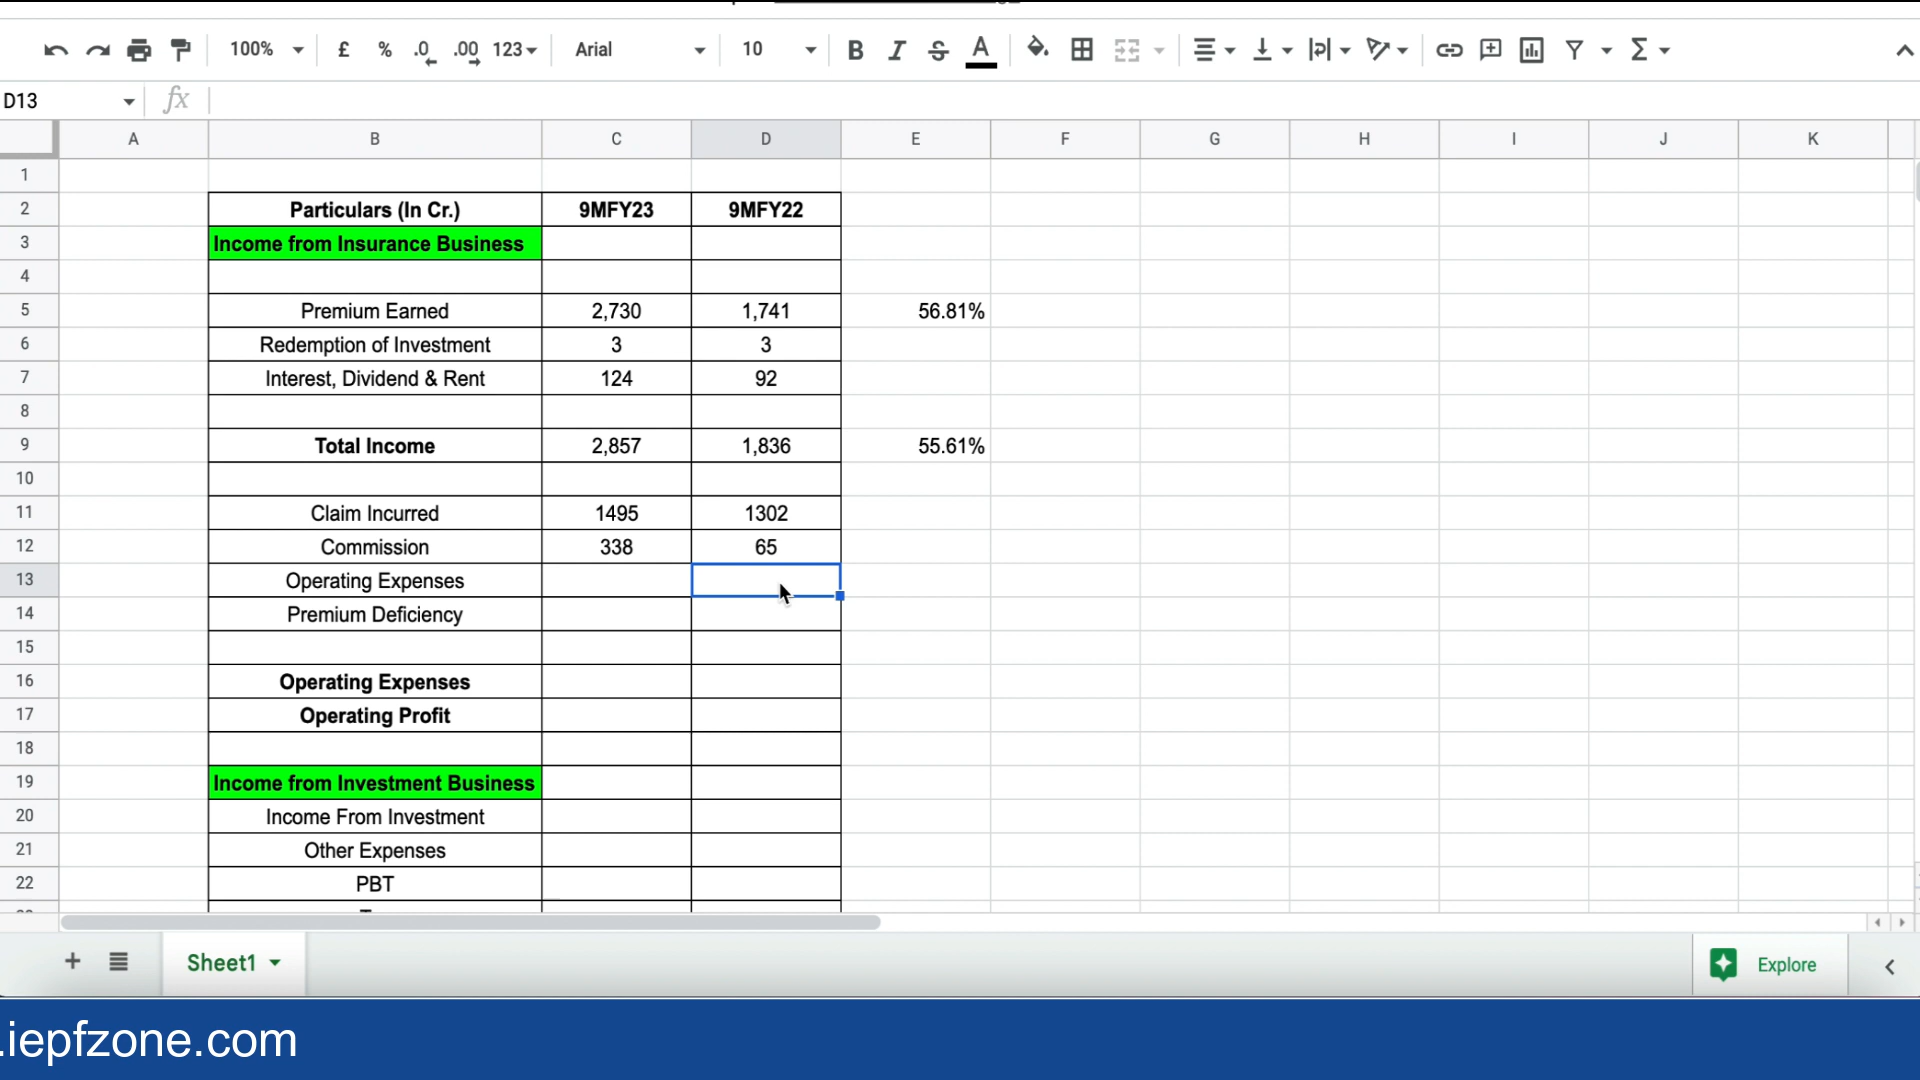 100% £ % .0 .00 123 Arial 10 B I S A Σ
D13 fx
A B C D E F G H I J K
1
2 Particulars (In Cr.) 9MFY23 9MFY22
3 Income from Insurance Business
4
5 Premium Earned 2,730 1,741 56.81%
6 Redemption of Investment 3 3
7 Interest, Dividend & Rent 124 92
8
9 Total Income 2,857 1,836 55.61%
10
11 Claim Incurred 1495 1302
12 Commission 338 65
13 Operating Expenses
14 Premium Deficiency
15
16 Operating Expenses
17 Operating Profit
18
19 Income from Investment Business
20 Income From Investment
21 Other Expenses
22 PBT
Sheet1 Explore
.iepfzone.com